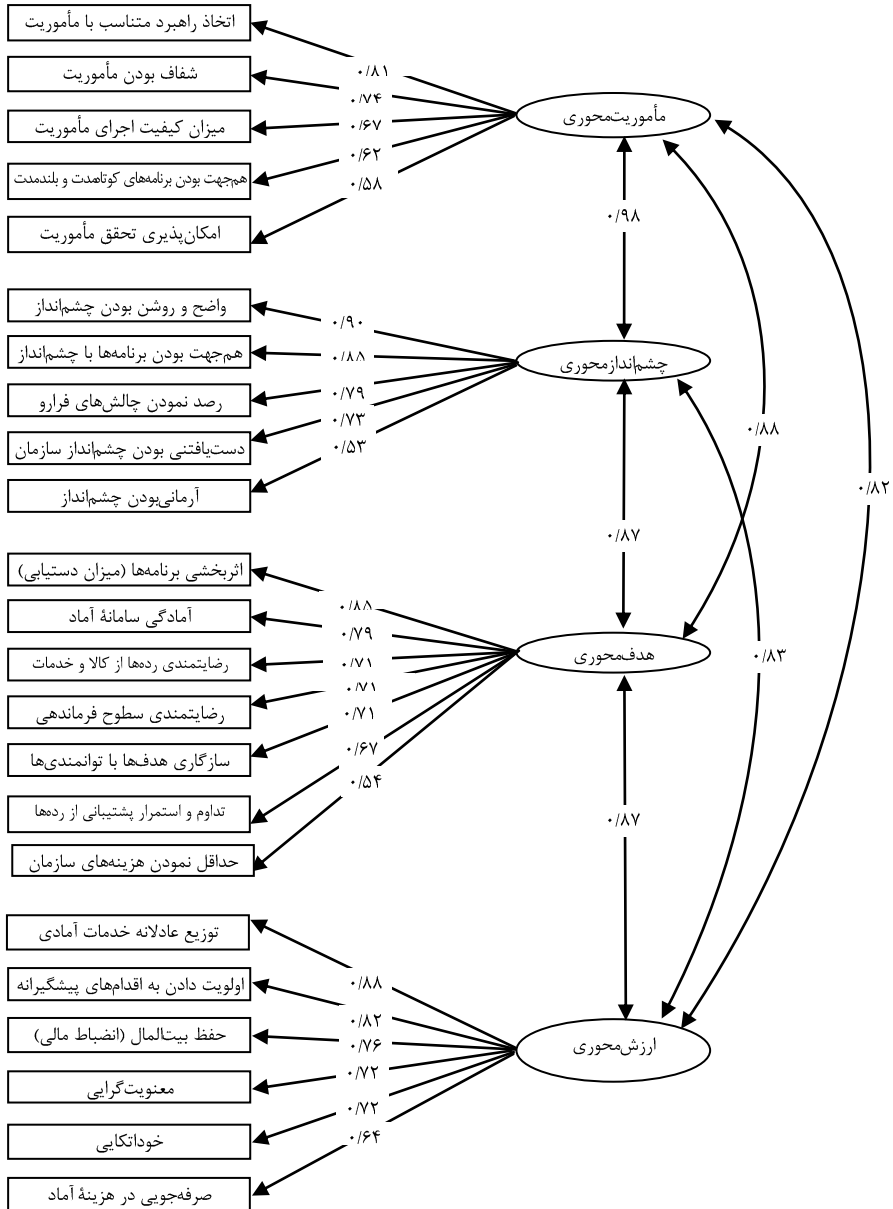 اتخاذ راهبرد متناسب با مأموریت
شفاف بودن مأموریت
میزان کیفیت اجرای مأموریت
هم‌جهت بودن برنامه‌های کوتاه‌مدت و بلندمدت
امکان‌پذیری تحقق مأموریت
۰/۸۱
۰/۷۴
۰/۶۷
۰/۶۲
۰/۵۸
مأموریت‌محوری
۰/۹۸
واضح و روشن بودن چشم‌انداز
هم‌جهت بودن برنامه‌ها با چشم‌انداز
رصد نمودن چالش‌های فرارو
دست‌یافتنی بودن چشم‌انداز سازمان
آرمانی‌بودن چشم‌انداز
۰/۹۰
۰/۸۸
۰/۷۹
۰/۷۳
۰/۵۳
چشم‌اندازمحوری
۰/۸۸
۰/۸۲
۰/۸۷
اثربخشی برنامه‌ها (میزان دستیابی)
آمادگی سامانۀ آماد
رضایتمندی رده‌ها از کالا و خدمات
رضایتمندی سطوح فرماندهی
سازگاری هدف‌ها با توانمندی‌ها
تداوم و استمرار پشتیبانی از رده‌ها
حداقل نمودن هزینه‌های سازمان
۰/۸۸
۰/۷۹
۰/۷۱
۰/۷۱
۰/۷۱
۰/۶۷
۰/۵۴
هدف‌محوری
۰/۸۳
۰/۸۷
توزیع عادلانه خدمات آمادی
اولویت دادن به اقدام‌های پیشگیرانه
حفظ بیت‌المال (انضباط مالی)
معنویت‌گرایی
خوداتکایی
صرفه‌جویی در هزینۀ آماد
۰/۸۸
۰/۸۲
۰/۷۶
۰/۷۲
۰/۷۲
۰/۶۴
ارزش‌محوری